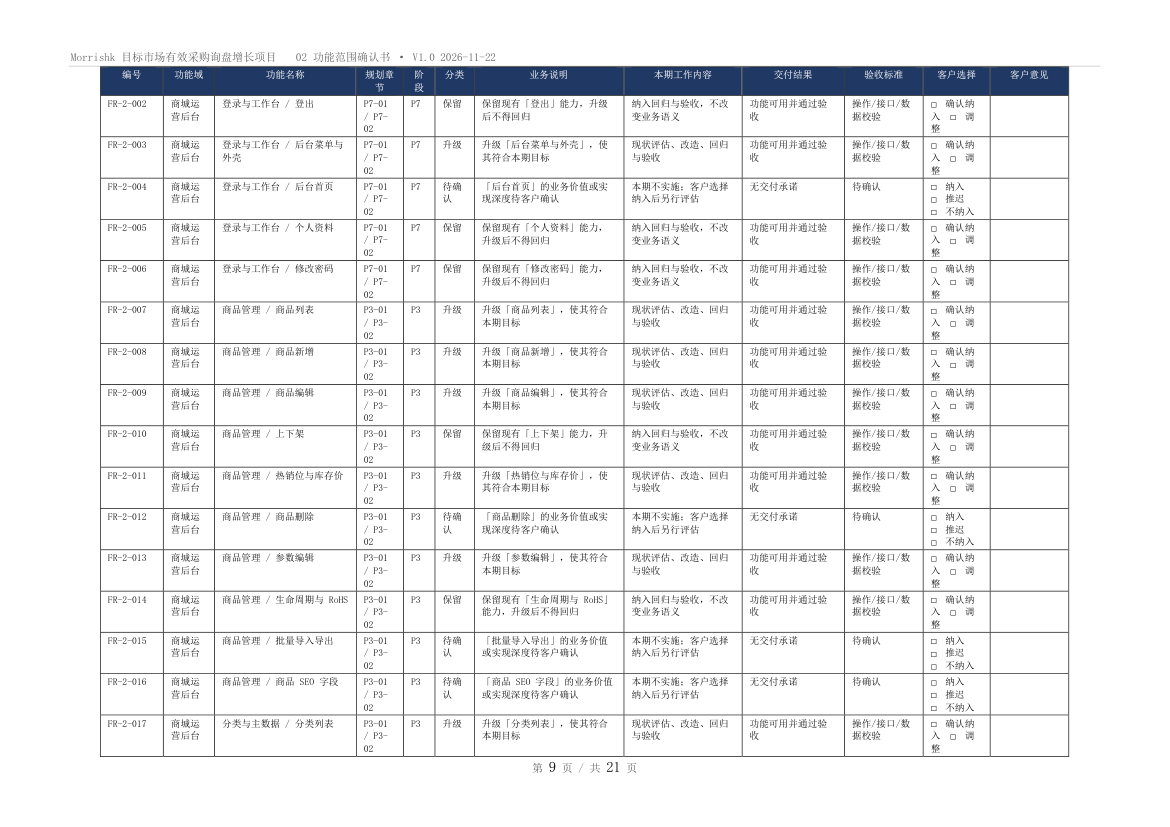 Morrishk 目标市场有效采购询盘增长项目 02 功能范围确认书 • V1.0 2026-11-22
编号 功能域 功能名称 规划章节 阶段 分类 业务说明 本期工作内容 交付结果 验收标准 客户选择 客户意见
FR-2-002 商城运营后台 登录与工作台 / 登出 P7-01 / P7-02 P7 保留 保留现有「登出」能力，升级后不得回归 纳入回归与验收，不改变业务语义 功能可用并通过验收 操作/接口/数据校验 □ 确认纳入 □ 调整
FR-2-003 商城运营后台 登录与工作台 / 后台菜单与外壳 P7-01 / P7-02 P7 升级 升级「后台菜单与外壳」，使其符合本期目标 现状评估、改造、回归与验收 功能可用并通过验收 操作/接口/数据校验 □ 确认纳入 □ 调整
FR-2-004 商城运营后台 登录与工作台 / 后台首页 P7-01 / P7-02 P7 待确认 「后台首页」的业务价值或实现深度待客户确认 本期不实施；客户选择纳入后另行评估 无交付承诺 待确认 □ 纳入 □ 推迟 □ 不纳入
FR-2-005 商城运营后台 登录与工作台 / 个人资料 P7-01 / P7-02 P7 保留 保留现有「个人资料」能力，升级后不得回归 纳入回归与验收，不改变业务语义 功能可用并通过验收 操作/接口/数据校验 □ 确认纳入 □ 调整
FR-2-006 商城运营后台 登录与工作台 / 修改密码 P7-01 / P7-02 P7 保留 保留现有「修改密码」能力，升级后不得回归 纳入回归与验收，不改变业务语义 功能可用并通过验收 操作/接口/数据校验 □ 确认纳入 □ 调整
FR-2-007 商城运营后台 商品管理 / 商品列表 P3-01 / P3-02 P3 升级 升级「商品列表」，使其符合本期目标 现状评估、改造、回归与验收 功能可用并通过验收 操作/接口/数据校验 □ 确认纳入 □ 调整
FR-2-008 商城运营后台 商品管理 / 商品新增 P3-01 / P3-02 P3 升级 升级「商品新增」，使其符合本期目标 现状评估、改造、回归与验收 功能可用并通过验收 操作/接口/数据校验 □ 确认纳入 □ 调整
FR-2-009 商城运营后台 商品管理 / 商品编辑 P3-01 / P3-02 P3 升级 升级「商品编辑」，使其符合本期目标 现状评估、改造、回归与验收 功能可用并通过验收 操作/接口/数据校验 □ 确认纳入 □ 调整
FR-2-010 商城运营后台 商品管理 / 上下架 P3-01 / P3-02 P3 保留 保留现有「上下架」能力，升级后不得回归 纳入回归与验收，不改变业务语义 功能可用并通过验收 操作/接口/数据校验 □ 确认纳入 □ 调整
FR-2-011 商城运营后台 商品管理 / 热销位与库存价 P3-01 / P3-02 P3 升级 升级「热销位与库存价」，使其符合本期目标 现状评估、改造、回归与验收 功能可用并通过验收 操作/接口/数据校验 □ 确认纳入 □ 调整
FR-2-012 商城运营后台 商品管理 / 商品删除 P3-01 / P3-02 P3 待确认 「商品删除」的业务价值或实现深度待客户确认 本期不实施；客户选择纳入后另行评估 无交付承诺 待确认 □ 纳入 □ 推迟 □ 不纳入
FR-2-013 商城运营后台 商品管理 / 参数编辑 P3-01 / P3-02 P3 升级 升级「参数编辑」，使其符合本期目标 现状评估、改造、回归与验收 功能可用并通过验收 操作/接口/数据校验 □ 确认纳入 □ 调整
FR-2-014 商城运营后台 商品管理 / 生命周期与 RoHS P3-01 / P3-02 P3 保留 保留现有「生命周期与 RoHS」能力，升级后不得回归 纳入回归与验收，不改变业务语义 功能可用并通过验收 操作/接口/数据校验 □ 确认纳入 □ 调整
FR-2-015 商城运营后台 商品管理 / 批量导入导出 P3-01 / P3-02 P3 待确认 「批量导入导出」的业务价值或实现深度待客户确认 本期不实施；客户选择纳入后另行评估 无交付承诺 待确认 □ 纳入 □ 推迟 □ 不纳入
FR-2-016 商城运营后台 商品管理 / 商品 SEO 字段 P3-01 / P3-02 P3 待确认 「商品 SEO 字段」的业务价值或实现深度待客户确认 本期不实施；客户选择纳入后另行评估 无交付承诺 待确认 □ 纳入 □ 推迟 □ 不纳入
FR-2-017 商城运营后台 分类与主数据 / 分类列表 P3-01 / P3-02 P3 升级 升级「分类列表」，使其符合本期目标 现状评估、改造、回归与验收 功能可用并通过验收 操作/接口/数据校验 □ 确认纳入 □ 调整
第 9 页 / 共 21 页